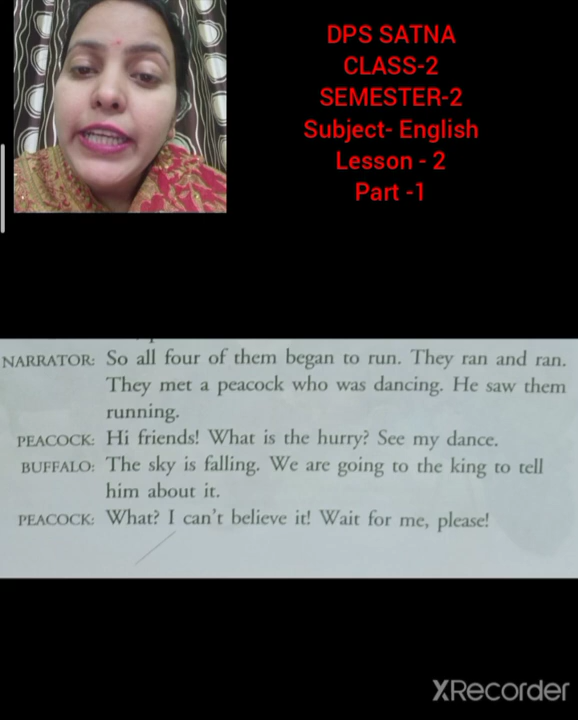 DPS SATNA
CLASS-2
SEMESTER-2
Subject- English
Lesson - 2
Part -1
NARRATOR: So all four of them began to run. They ran and ran.
They met a peacock who was dancing. He saw them
running.
PEACOCK: Hi friends! What is the hurry? See my dance.
BUFFALO: The sky is falling. We are going to the king to tell
him about it.
PEACOCK: What? I can't believe it! Wait for me, please!
XRecorder